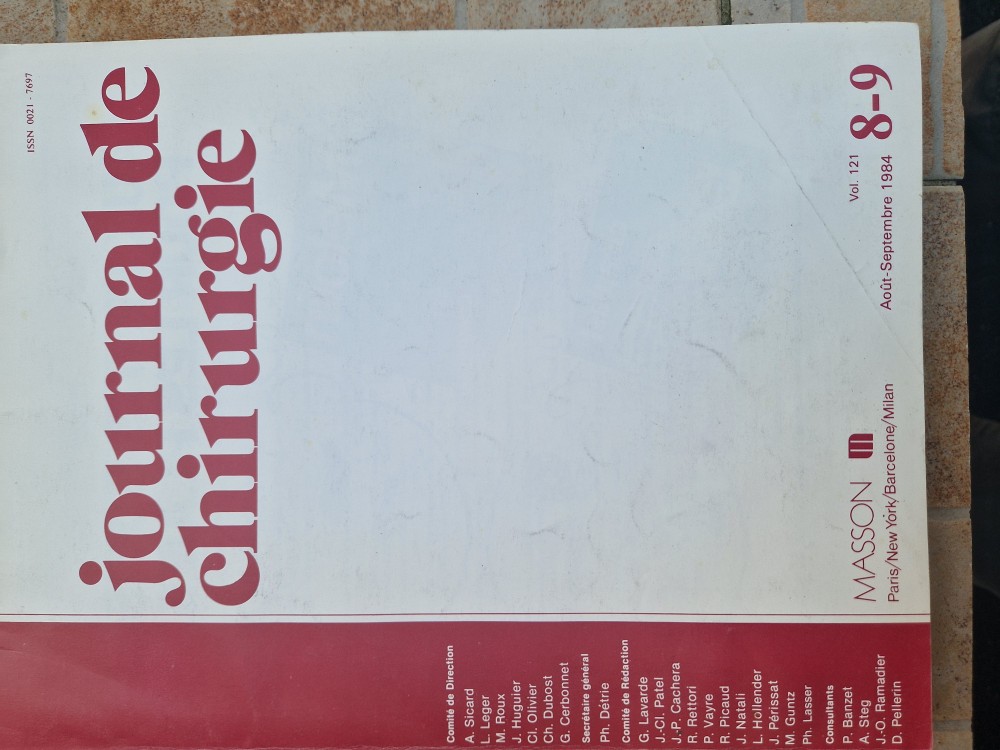 ISSN 0021 - 7697
journal de
chirurgie
Comité de Direction
A. Sicard
L. Leger
M. Roux
J. Huguier
Cl. Olivier
Ch. Dubost
G. Cerbonnet
Secrétaire général
Ph. Détrie
Comité de Rédaction
G. Lavarde
J.-Cl. Patel
J.-P. Cachera
R. Rettori
P. Vayre
R. Picaud
J. Natali
L. Hollender
J. Périssat
M. Guntz
Ph. Lasser
Consultants
P. Banzet
A. Steg
J.-O. Ramadier
D. Pellerin
MASSON
Paris/New York/Barcelone/Milan
Vol. 121
8-9
Août-Septembre 1984